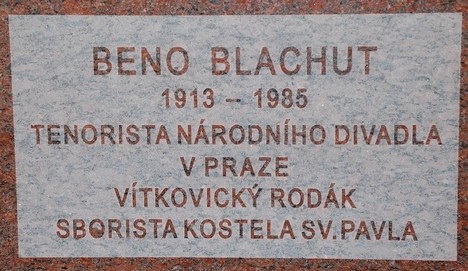 BENO BLACHUT
1913 – 1985
TENORISTA NÁRODNÍHO DIVADLA
V PRAZE
VÍTKOVICKÝ RODÁK
SBORISTA KOSTELA SV. PAVLA